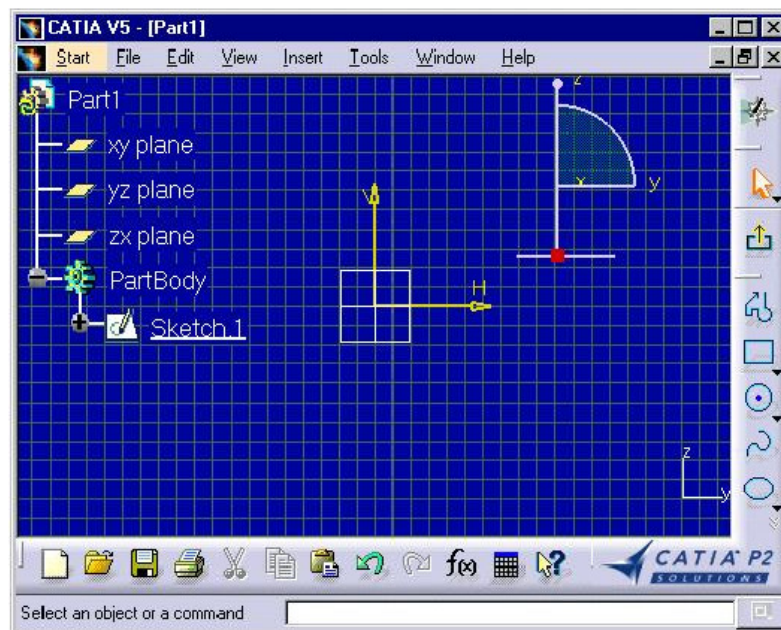 CATIA V5 - [Part1]
Start File Edit View Insert Tools Window Help
Part1
z
xy plane
yz plane
x y
V
zx plane
PartBody
H
Sketch.1
z
y
f(x)
?
CATIA P2
SOLUTIONS
Select an object or a command